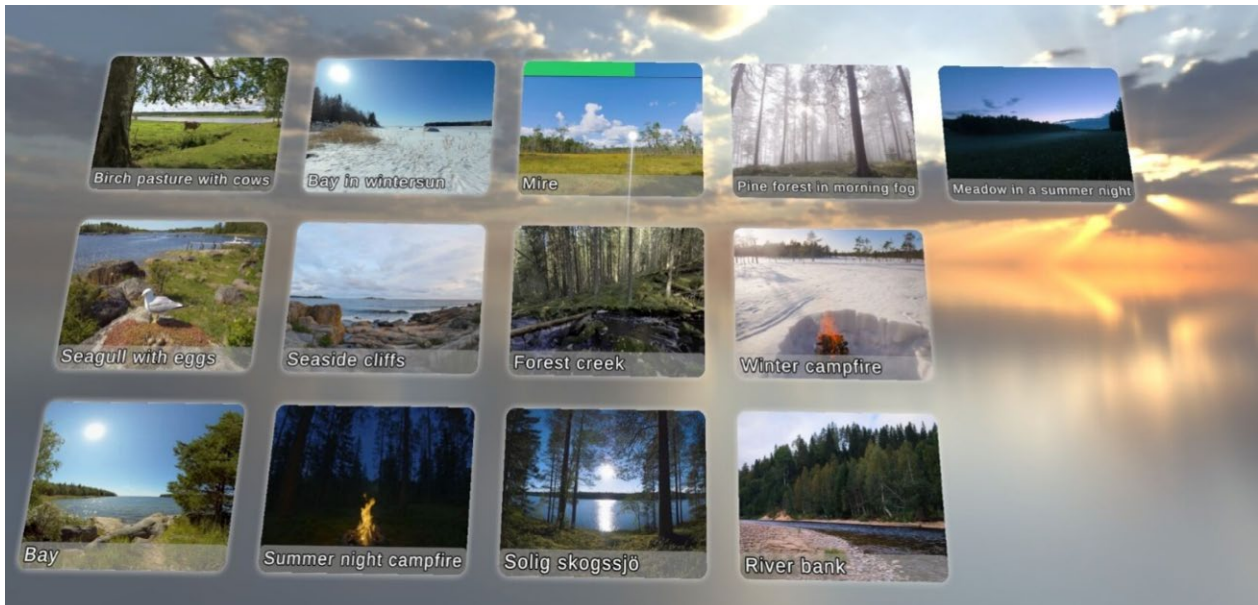 Birch pasture with cows
Bay in wintersun
Mire
Pine forest in morning fog
Meadow in a summer night
Seagull with eggs
Seaside cliffs
Forest creek
Winter campfire
Bay
Summer night campfire
Solig skogssjö
River bank